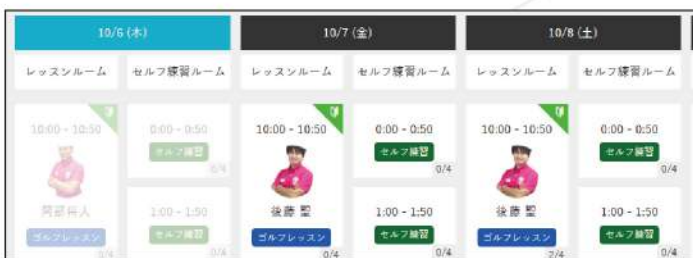 10/6 (木)
10/7 (金)
10/8 (土)
レッスンルーム セルフ練習ルーム レッスンルーム セルフ練習ルーム レッスンルーム セルフ練習ルーム
10:00 - 10:50 0:00 - 0:50 10:00 - 10:50 0:00 - 0:50 10:00 - 10:50 0:00 - 0:50
セルフ練習 セルフ練習 セルフ練習
0/4 0/4 0/4
阿部将人 1:00 - 1:50 後藤 聖 1:00 - 1:50 後藤 聖 1:00 - 1:50
ゴルフレッスン セルフ練習 ゴルフレッスン セルフ練習 ゴルフレッスン セルフ練習
0/4 0/4 0/4 0/4 2/4 0/4